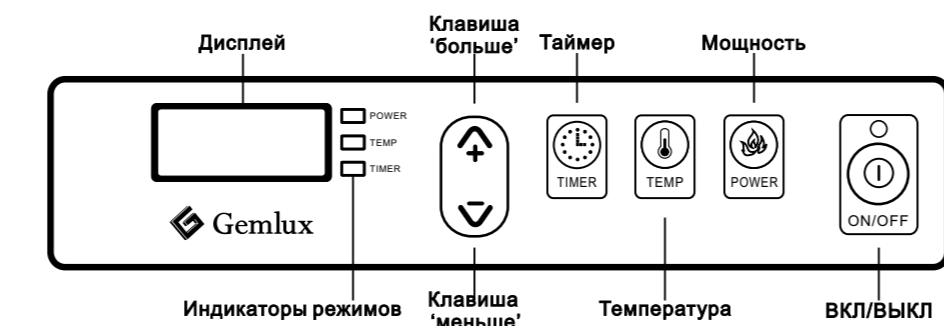 Дисплей
Клавиша
‘больше’
Таймер
Мощность
POWER
TEMP
TIMER
Gemlux
TIMER
TEMP
POWER
ON/OFF
Индикаторы режимов
Клавиша
‘меньше’
Температура
ВКЛ/ВЫКЛ